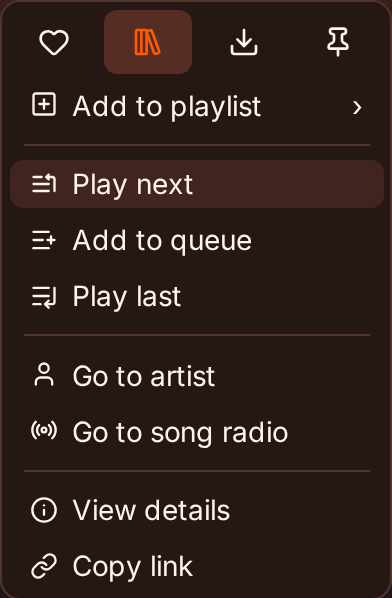 Add to playlist
Play next
Add to queue
Play last
Go to artist
Go to song radio
View details
Copy link